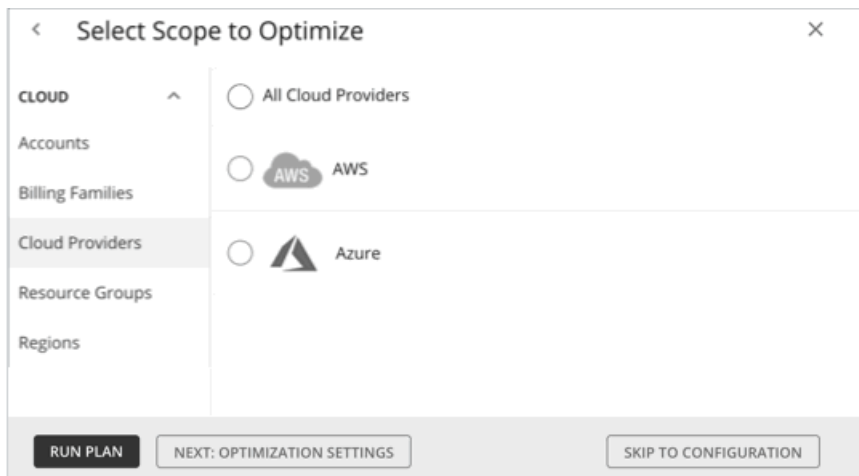 Select Scope to Optimize
CLOUD
Accounts
Billing Families
Cloud Providers
Resource Groups
Regions
All Cloud Providers
AWS AWS
Azure
RUN PLAN
NEXT: OPTIMIZATION SETTINGS
SKIP TO CONFIGURATION